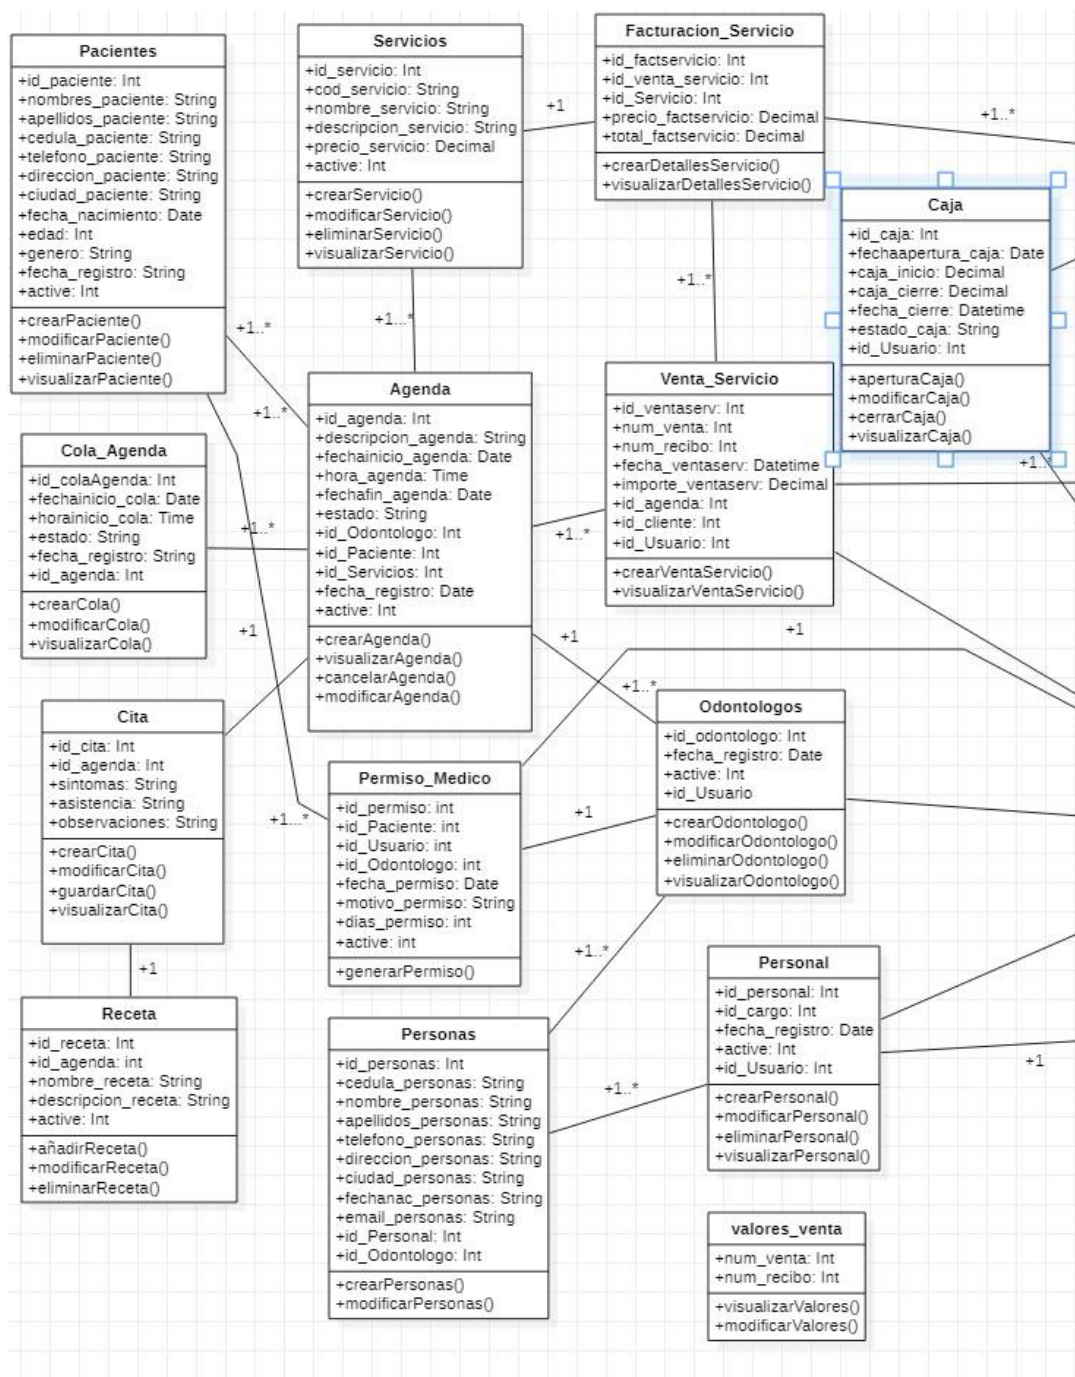 Pacientes
+id_paciente: Int
+nombres_paciente: String
+apellidos_paciente: String
+cedula_paciente: String
+telefono_paciente: String
+direccion_paciente: String
+ciudad_paciente: String
+fecha_nacimiento: Date
+edad: Int
+genero: String
+fecha_registro: String
+active: Int
+crearPaciente()
+modificarPaciente()
+eliminarPaciente()
+visualizarPaciente()
Servicios
+id_servicio: Int
+cod_servicio: String
+nombre_servicio: String
+descripcion_servicio: String
+precio_servicio: Decimal
+active: Int
+crearServicio()
+modificarServicio()
+eliminarServicio()
+visualizarServicio()
+1
Facturacion_Servicio
+id_factservicio: Int
+id_venta_servicio: Int
+id_Servicio: Int
+precio_factservicio: Decimal
+total_factservicio: Decimal
+crearDetallesServicio()
+visualizarDetallesServicio()
+1..*
Caja
+id_caja: Int
+fechaapertura_caja: Date
+caja_inicio: Decimal
+caja_cierre: Decimal
+fecha_cierre: Datetime
+estado_caja: String
+id_Usuario: Int
+aperturaCaja()
+modificarCaja()
+cerrarCaja()
+visualizarCaja()
+1..*
+1..*
+1...*
+1..*
+1..*
Cola_Agenda
+id_colaAgenda: Int
+fechainicio_cola: Date
+horainicio_cola: Time
+estado: String
+fecha_registro: String
+id_agenda: Int
+crearCola()
+modificarCola()
+visualizarCola()
+1..*
Agenda
+id_agenda: Int
+descripcion_agenda: String
+fechainicio_agenda: Date
+hora_agenda: Time
+fechafin_agenda: Date
+estado: String
+id_Odontologo: Int
+id_Paciente: Int
+id_Servicios: Int
+fecha_registro: Date
+active: Int
+crearAgenda()
+visualizarAgenda()
+cancelarAgenda()
+modificarAgenda()
+1..*
Venta_Servicio
+id_ventaserv: Int
+num_venta: Int
+num_recibo: Int
+fecha_ventaserv: Datetime
+importe_ventaserv: Decimal
+id_agenda: Int
+id_cliente: Int
+id_Usuario: Int
+crearVentaServicio()
+visualizarVentaServicio()
+1
+1
+1
+1..*
Cita
+id_cita: Int
+id_agenda: Int
+sintomas: String
+asistencia: String
+observaciones: String
+crearCita()
+modificarCita()
+guardarCita()
+visualizarCita()
+1...*
Permiso_Medico
+id_permiso: int
+id_Paciente: int
+id_Usuario: int
+id_Odontologo: int
+fecha_permiso: Date
+motivo_permiso: String
+dias_permiso: int
+active: int
+generarPermiso()
+1
Odontologos
+id_odontologo: Int
+fecha_registro: Date
+active: Int
+id_Usuario
+crearOdontologo()
+modificarOdontologo()
+eliminarOdontologo()
+visualizarOdontologo()
+1
+1..*
Receta
+id_receta: Int
+id_agenda: int
+nombre_receta: String
+descripcion_receta: String
+active: Int
+añadirReceta()
+modificarReceta()
+eliminarReceta()
Personas
+id_personas: Int
+cedula_personas: String
+nombre_personas: String
+apellidos_personas: String
+telefono_personas: String
+direccion_personas: String
+ciudad_personas: String
+fechanac_personas: String
+email_personas: String
+id_Personal: Int
+id_Odontologo: Int
+crearPersonas()
+modificarPersonas()
+1..*
Personal
+id_personal: Int
+id_cargo: Int
+fecha_registro: Date
+active: Int
+id_Usuario: Int
+crearPersonal()
+modificarPersonal()
+eliminarPersonal()
+visualizarPersonal()
+1
valores_venta
+num_venta: Int
+num_recibo: Int
+visualizarValores()
+modificarValores()